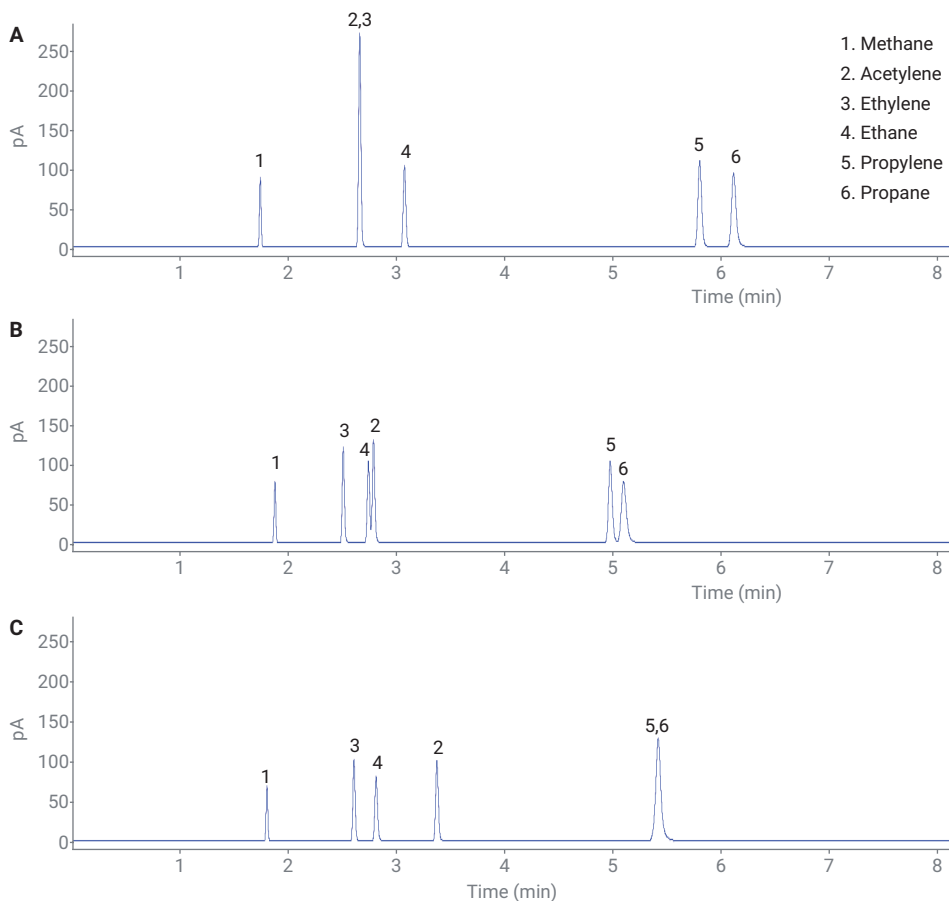 A
2,3
1
4
5
6
1. Methane
2. Acetylene
3. Ethylene
4. Ethane
5. Propylene
6. Propane
pA
250
200
150
100
50
0
1 2 3 4 5 6 7 8
Time (min)
B
1
3
4
2
5
6
pA
250
200
150
100
50
0
1 2 3 4 5 6 7 8
Time (min)
C
1
3
4
2
5,6
pA
250
200
150
100
50
0
1 2 3 4 5 6 7 8
Time (min)